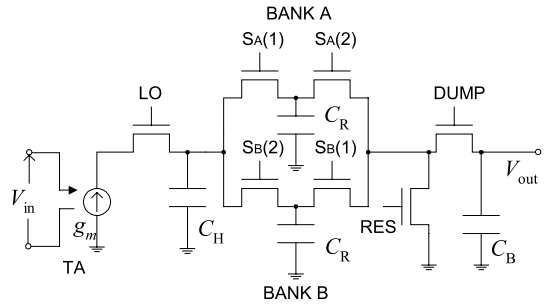 BANK A
SA(1) SA(2)
LO
DUMP
CR
SB(2) SB(1)
Vin
gm
TA
CH
CR
RES
CB
Vout
BANK B